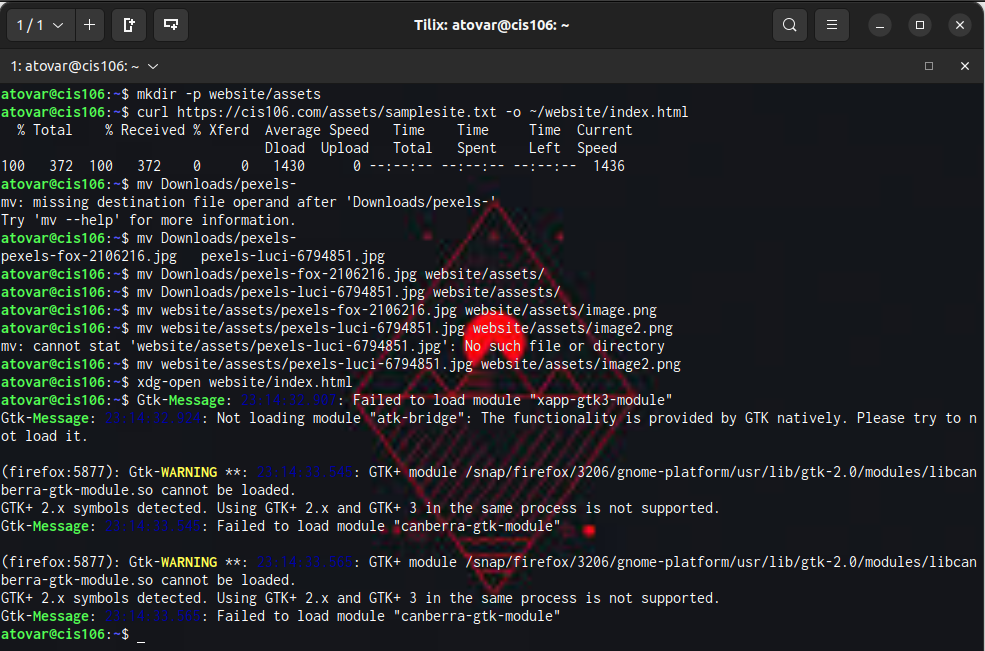 1 / 1
Tilix: atovar@cis106: ~
1: atovar@cis106: ~
atovar@cis106:~$ mkdir -p website/assets
atovar@cis106:~$ curl https://cis106.com/assets/samplesite.txt -o ~/website/index.html
  % Total    % Received % Xferd  Average Speed   Time    Time     Time  Current
                                 Dload  Upload   Total   Spent    Left  Speed
100   372  100   372    0     0   1430      0 --:--:-- --:--:-- --:--:--  1436
atovar@cis106:~$ mv Downloads/pexels-
mv: missing destination file operand after 'Downloads/pexels-'
Try 'mv --help' for more information.
atovar@cis106:~$ mv Downloads/pexels-
pexels-fox-2106216.jpg   pexels-luci-6794851.jpg
atovar@cis106:~$ mv Downloads/pexels-fox-2106216.jpg website/assets/
atovar@cis106:~$ mv Downloads/pexels-luci-6794851.jpg website/assests/
atovar@cis106:~$ mv website/assets/pexels-fox-2106216.jpg website/assets/image.png
atovar@cis106:~$ mv website/assets/pexels-luci-6794851.jpg website/assets/image2.png
mv: cannot stat 'website/assets/pexels-luci-6794851.jpg': No such file or directory
atovar@cis106:~$ mv website/assests/pexels-luci-6794851.jpg website/assets/image2.png
atovar@cis106:~$ xdg-open website/index.html
atovar@cis106:~$ Gtk-Message: 23:14:32.907: Failed to load module "xapp-gtk3-module"
Gtk-Message: 23:14:32.924: Not loading module "atk-bridge": The functionality is provided by GTK natively. Please try to n
ot load it.
(firefox:5877): Gtk-WARNING **: 23:14:33.545: GTK+ module /snap/firefox/3206/gnome-platform/usr/lib/gtk-2.0/modules/libcan
berra-gtk-module.so cannot be loaded.
GTK+ 2.x symbols detected. Using GTK+ 2.x and GTK+ 3 in the same process is not supported.
Gtk-Message: 23:14:33.545: Failed to load module "canberra-gtk-module"
(firefox:5877): Gtk-WARNING **: 23:14:33.565: GTK+ module /snap/firefox/3206/gnome-platform/usr/lib/gtk-2.0/modules/libcan
berra-gtk-module.so cannot be loaded.
GTK+ 2.x symbols detected. Using GTK+ 2.x and GTK+ 3 in the same process is not supported.
Gtk-Message: 23:14:33.565: Failed to load module "canberra-gtk-module"
atovar@cis106:~$ _